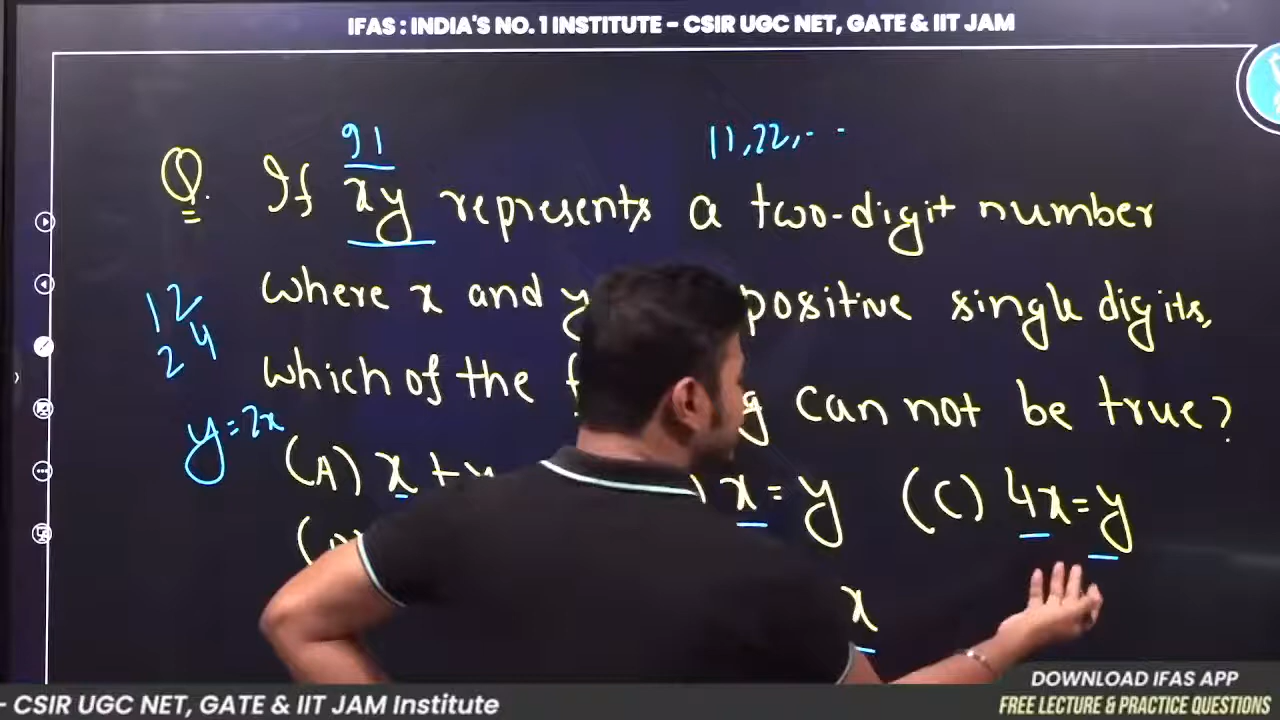 IFAS : INDIA'S NO. 1 INSTITUTE - CSIR UGC NET, GATE & IIT JAM
91
11, 22, - - -
Q. If xy represents a two-digit number
where x and y positive single digits,
12
24
which of the can not be true?
y = 2x
(A) x + y x = y (C) 4x = y
x
DOWNLOAD IFAS APP
- CSIR UGC NET, GATE & IIT JAM Institute
FREE LECTURE & PRACTICE QUESTIONS